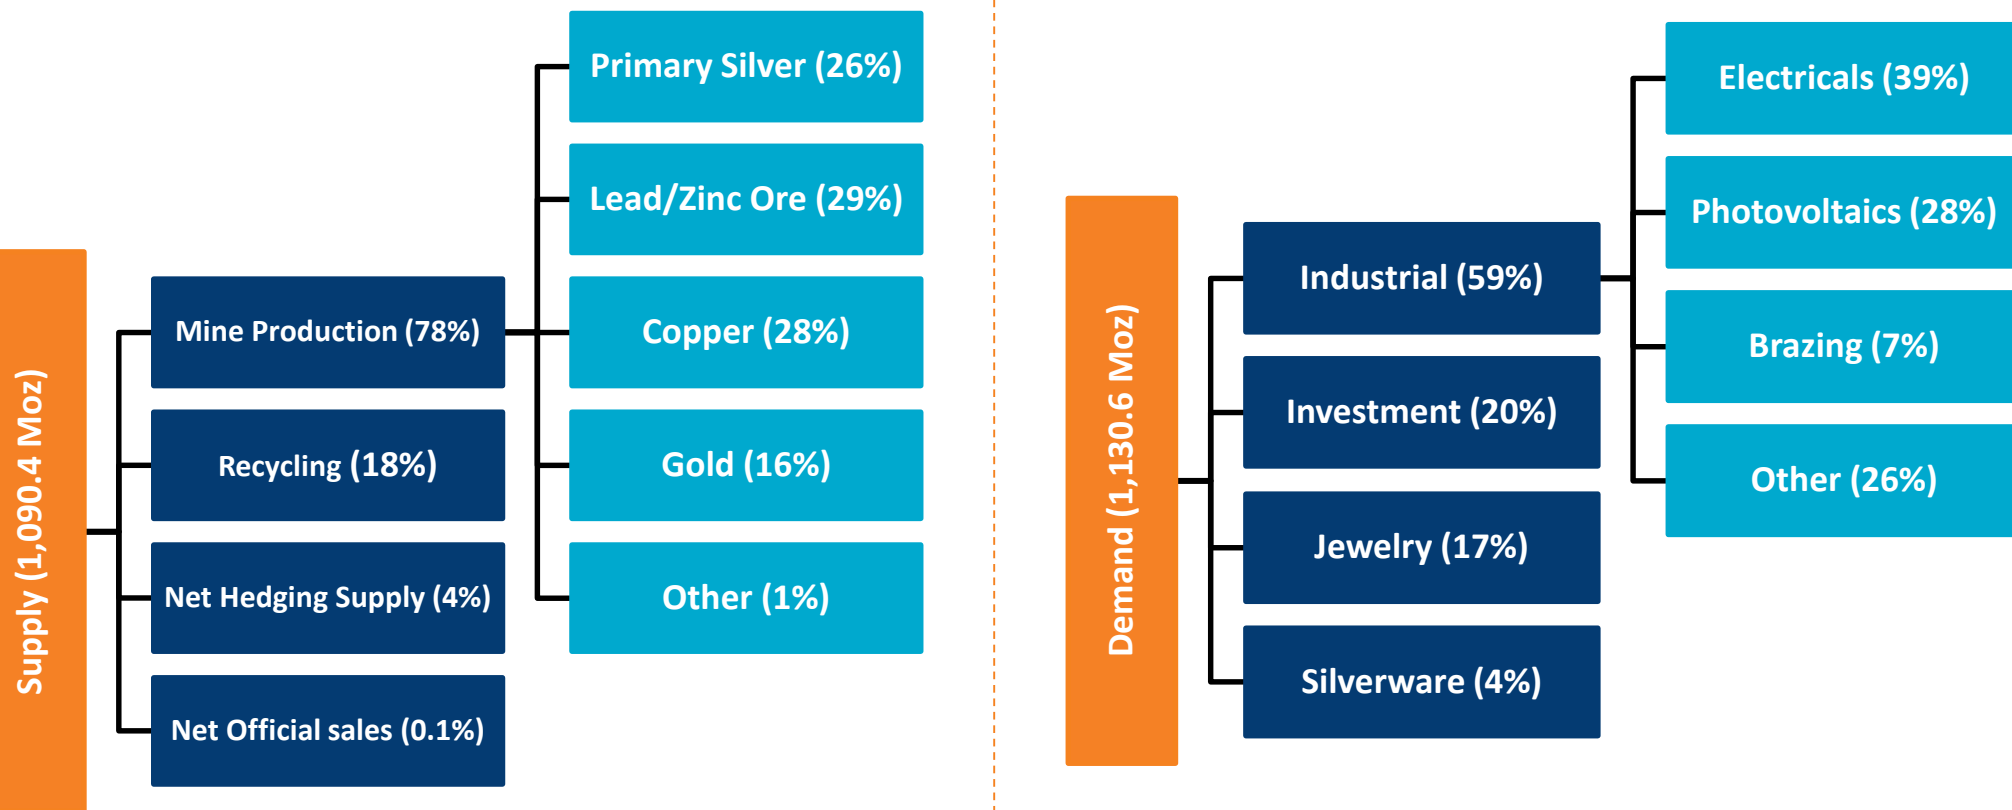 Supply (1,090.4 Moz)
Mine Production (78%)
Recycling (18%)
Net Hedging Supply (4%)
Net Official sales (0.1%)
Primary Silver (26%)
Lead/Zinc Ore (29%)
Copper (28%)
Gold (16%)
Other (1%)
Demand (1,130.6 Moz)
Industrial (59%)
Investment (20%)
Jewelry (17%)
Silverware (4%)
Electricals (39%)
Photovoltaics (28%)
Brazing (7%)
Other (26%)